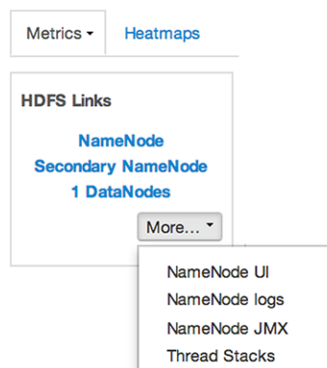 Metrics Heatmaps
HDFS Links
NameNode
Secondary NameNode
1 DataNodes
More...
NameNode UI
NameNode logs
NameNode JMX
Thread Stacks